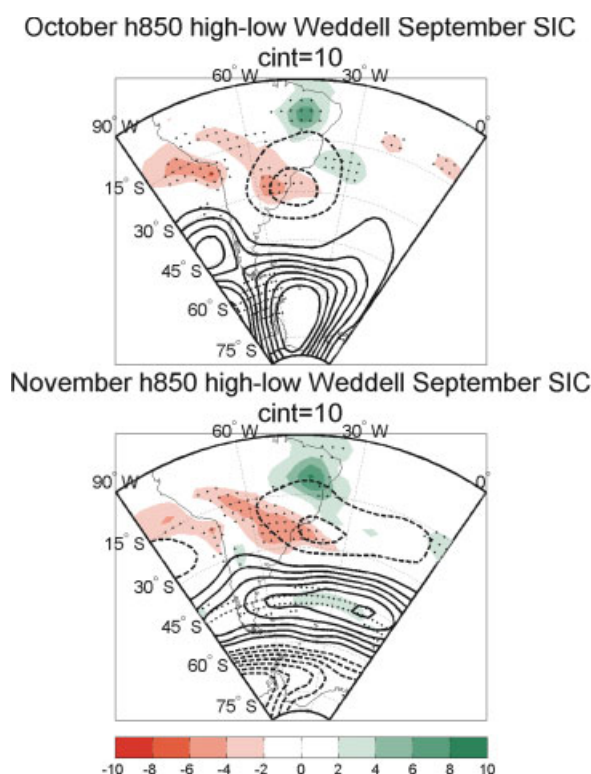 October h850 high-low Weddell September SIC
cint=10
60° W 30° W
90° W 0°
15° S
30° S
45° S
60° S
75° S
November h850 high-low Weddell September SIC
cint=10
60° W 30° W
90° W 0°
15° S
30° S
45° S
60° S
75° S
-10 -8 -6 -4 -2 0 2 4 6 8 10